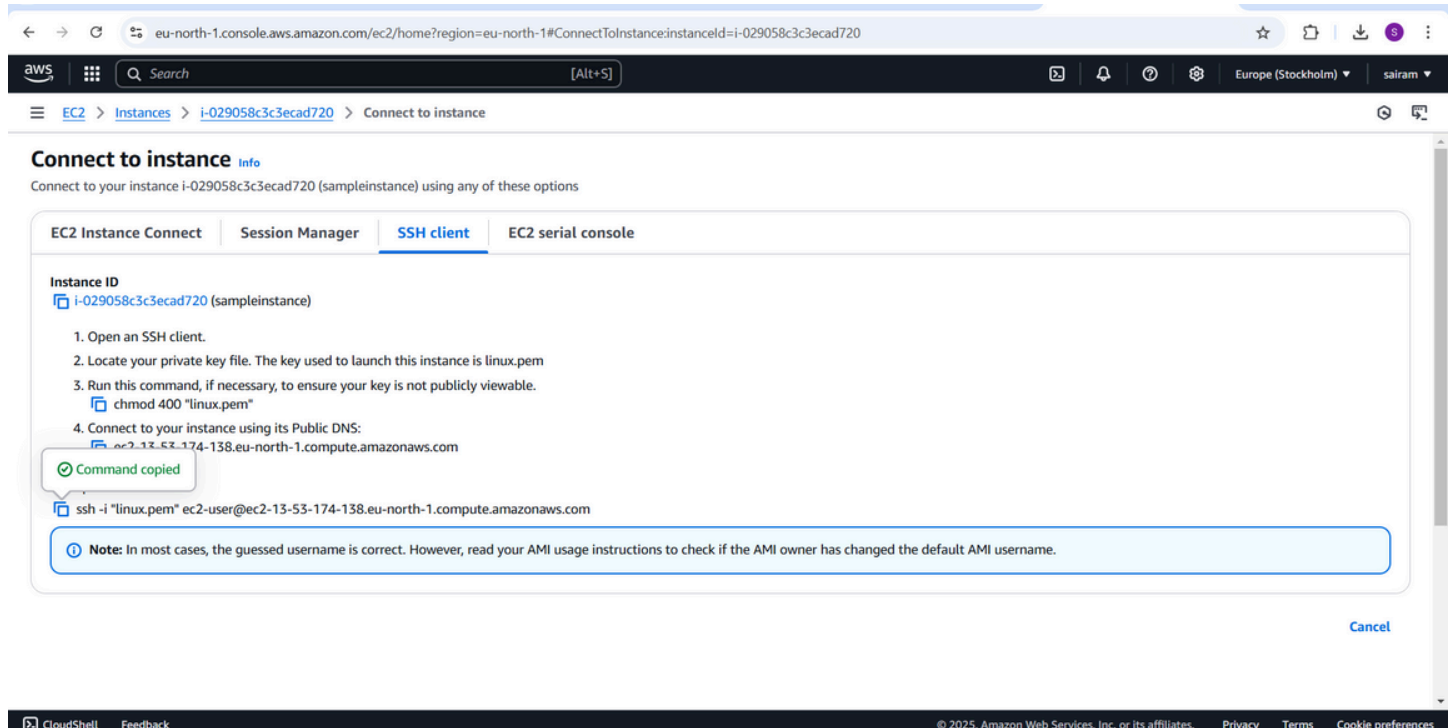 eu-north-1.console.aws.amazon.com/ec2/home?region=eu-north-1#ConnectToInstance:instanceId=i-029058c3c3ecad720
S
aws
Search [Alt+S]
Europe (Stockholm)
sairam
EC2 > Instances > i-029058c3c3ecad720 > Connect to instance
Connect to instance Info
Connect to your instance i-029058c3c3ecad720 (sampleinstance) using any of these options
EC2 Instance Connect
Session Manager
SSH client
EC2 serial console
Instance ID
i-029058c3c3ecad720 (sampleinstance)
1. Open an SSH client.
2. Locate your private key file. The key used to launch this instance is linux.pem
3. Run this command, if necessary, to ensure your key is not publicly viewable.
chmod 400 "linux.pem"
4. Connect to your instance using its Public DNS:
ec2-13-53-174-138.eu-north-1.compute.amazonaws.com
Command copied
ssh -i "linux.pem" ec2-user@ec2-13-53-174-138.eu-north-1.compute.amazonaws.com
Note: In most cases, the guessed username is correct. However, read your AMI usage instructions to check if the AMI owner has changed the default AMI username.
Cancel
CloudShell
Feedback
© 2025, Amazon Web Services, Inc. or its affiliates.
Privacy
Terms
Cookie preferences